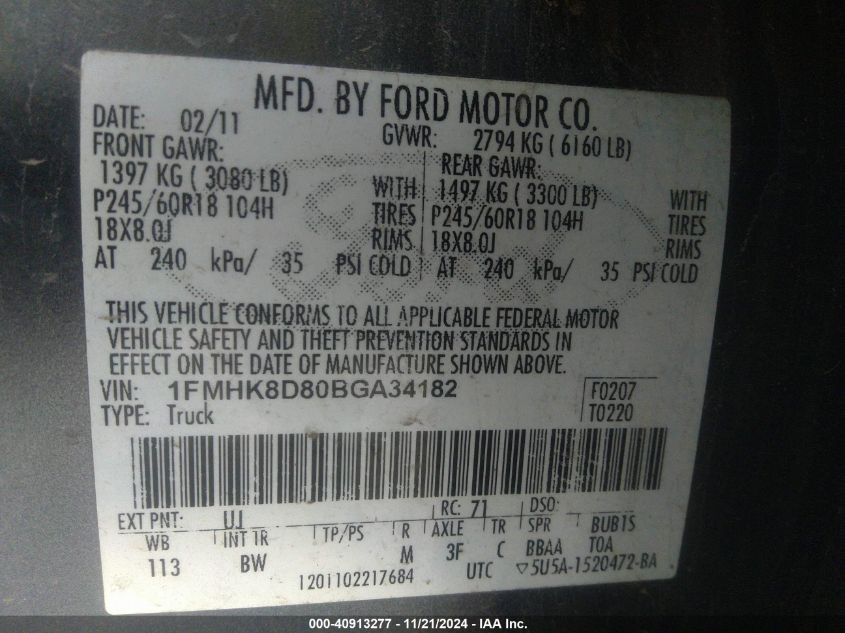 MFD. BY FORD MOTOR CO.
DATE: 02/11 GVWR: 2794 KG ( 6160 LB)
FRONT GAWR: REAR GAWR:
1397 KG ( 3080 LB) WITH 1497 KG ( 3300 LB) WITH
P245/60R18 104H TIRES P245/60R18 104H TIRES
18X8.0J RIMS 18X8.0J RIMS
AT 240 kPa/ 35 PSI COLD AT 240 kPa/ 35 PSI COLD
THIS VEHICLE CONFORMS TO ALL APPLICABLE FEDERAL MOTOR
VEHICLE SAFETY AND THEFT PREVENTION STANDARDS IN
EFFECT ON THE DATE OF MANUFACTURE SHOWN ABOVE.
VIN: 1FMHK8D80BGA34182 F0207
TYPE: Truck T0220
EXT PNT: UJ RC: 71 DSO:
WB INT TR TP/PS R AXLE TR SPR BUB1S
113 BW M 3F C BBAA TOA
1201102217684 UTC ▽5U5A-1520472-BA
000-40913277 - 11/21/2024 - IAA Inc.